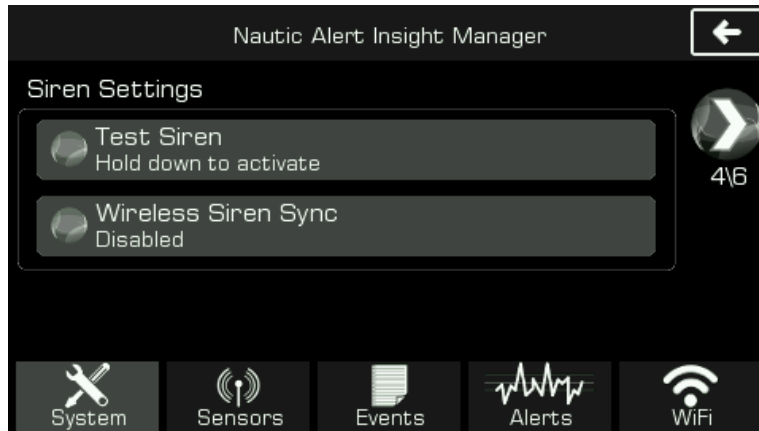 Nautic Alert Insight Manager
Siren Settings
Test Siren
Hold down to activate
4\6
Wireless Siren Sync
Disabled
System
Sensors
Events
Alerts
WiFi